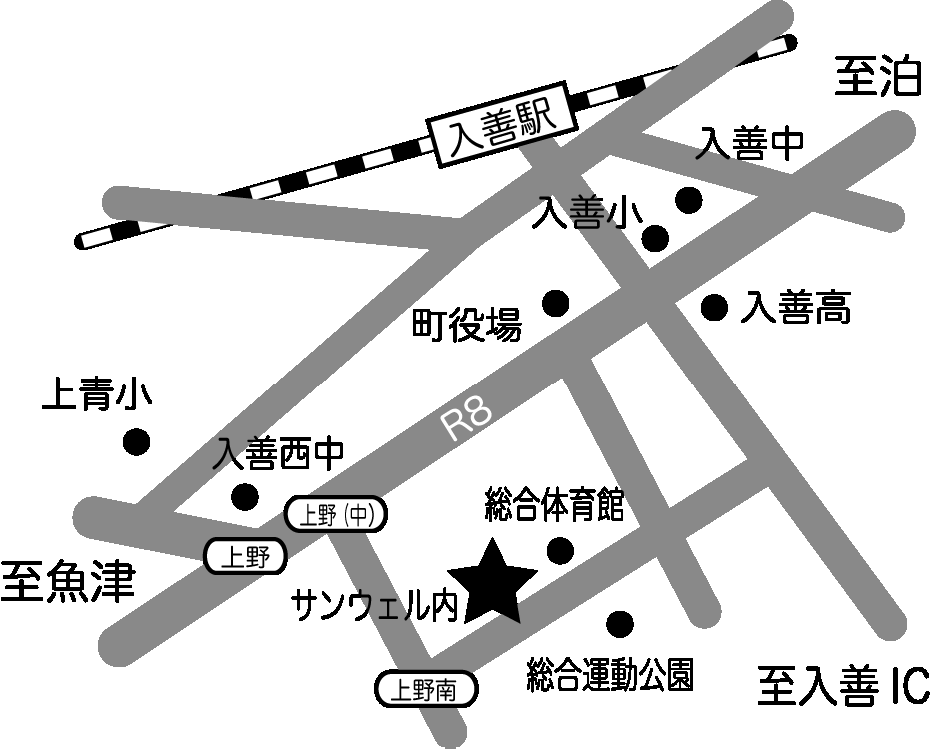 至泊
入善駅
入善中
入善小
入善高
町役場
上青小
R8
入善西中
総合体育館
上野(中)
上野
至魚津
サンウェル内
総合運動公園
上野南
至入善IC